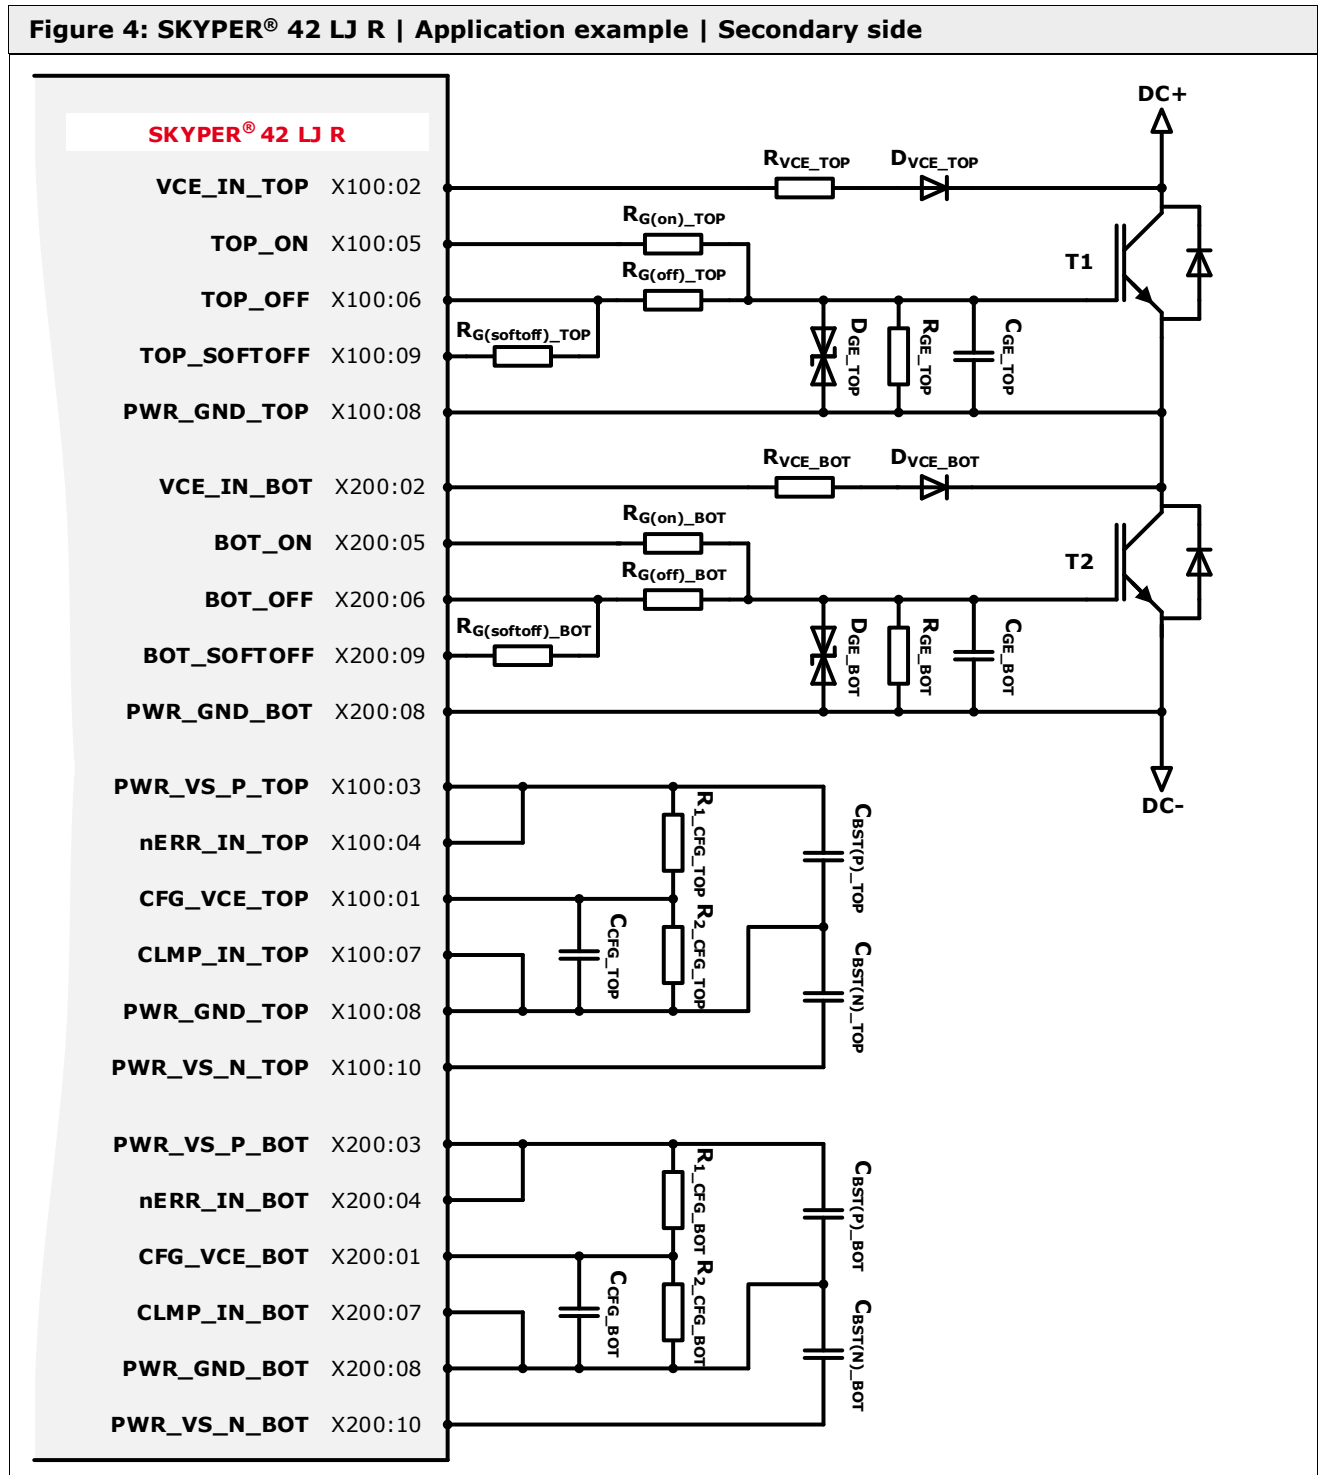 Figure 4: SKYPER® 42 LJ R | Application example | Secondary side
SKYPER® 42 LJ R
DC+
RVCE_TOP DVCE_TOP
VCE_IN_TOP X100:02
RG(on)_TOP
TOP_ON X100:05
RG(off)_TOP
T1
TOP_OFF X100:06
RG(softoff)_TOP
DGE_TOP RGE_TOP CGE_TOP
TOP_SOFTOFF X100:09
PWR_GND_TOP X100:08
RVCE_BOT DVCE_BOT
VCE_IN_BOT X200:02
RG(on)_BOT
BOT_ON X200:05
RG(off)_BOT
T2
BOT_OFF X200:06
RG(softoff)_BOT
DGE_BOT RGE_BOT CGE_BOT
BOT_SOFTOFF X200:09
PWR_GND_BOT X200:08
DC-
PWR_VS_P_TOP X100:03
R1_CFG_TOP
CBST(P)_TOP
nERR_IN_TOP X100:04
CFG_VCE_TOP X100:01
CCFG_TOP
R2_CFG_TOP
CLMP_IN_TOP X100:07
CBST(N)_TOP
PWR_GND_TOP X100:08
PWR_VS_N_TOP X100:10
PWR_VS_P_BOT X200:03
R1_CFG_BOT
CBST(P)_BOT
nERR_IN_BOT X200:04
CFG_VCE_BOT X200:01
CCFG_BOT
R2_CFG_BOT
CLMP_IN_BOT X200:07
CBST(N)_BOT
PWR_GND_BOT X200:08
PWR_VS_N_BOT X200:10